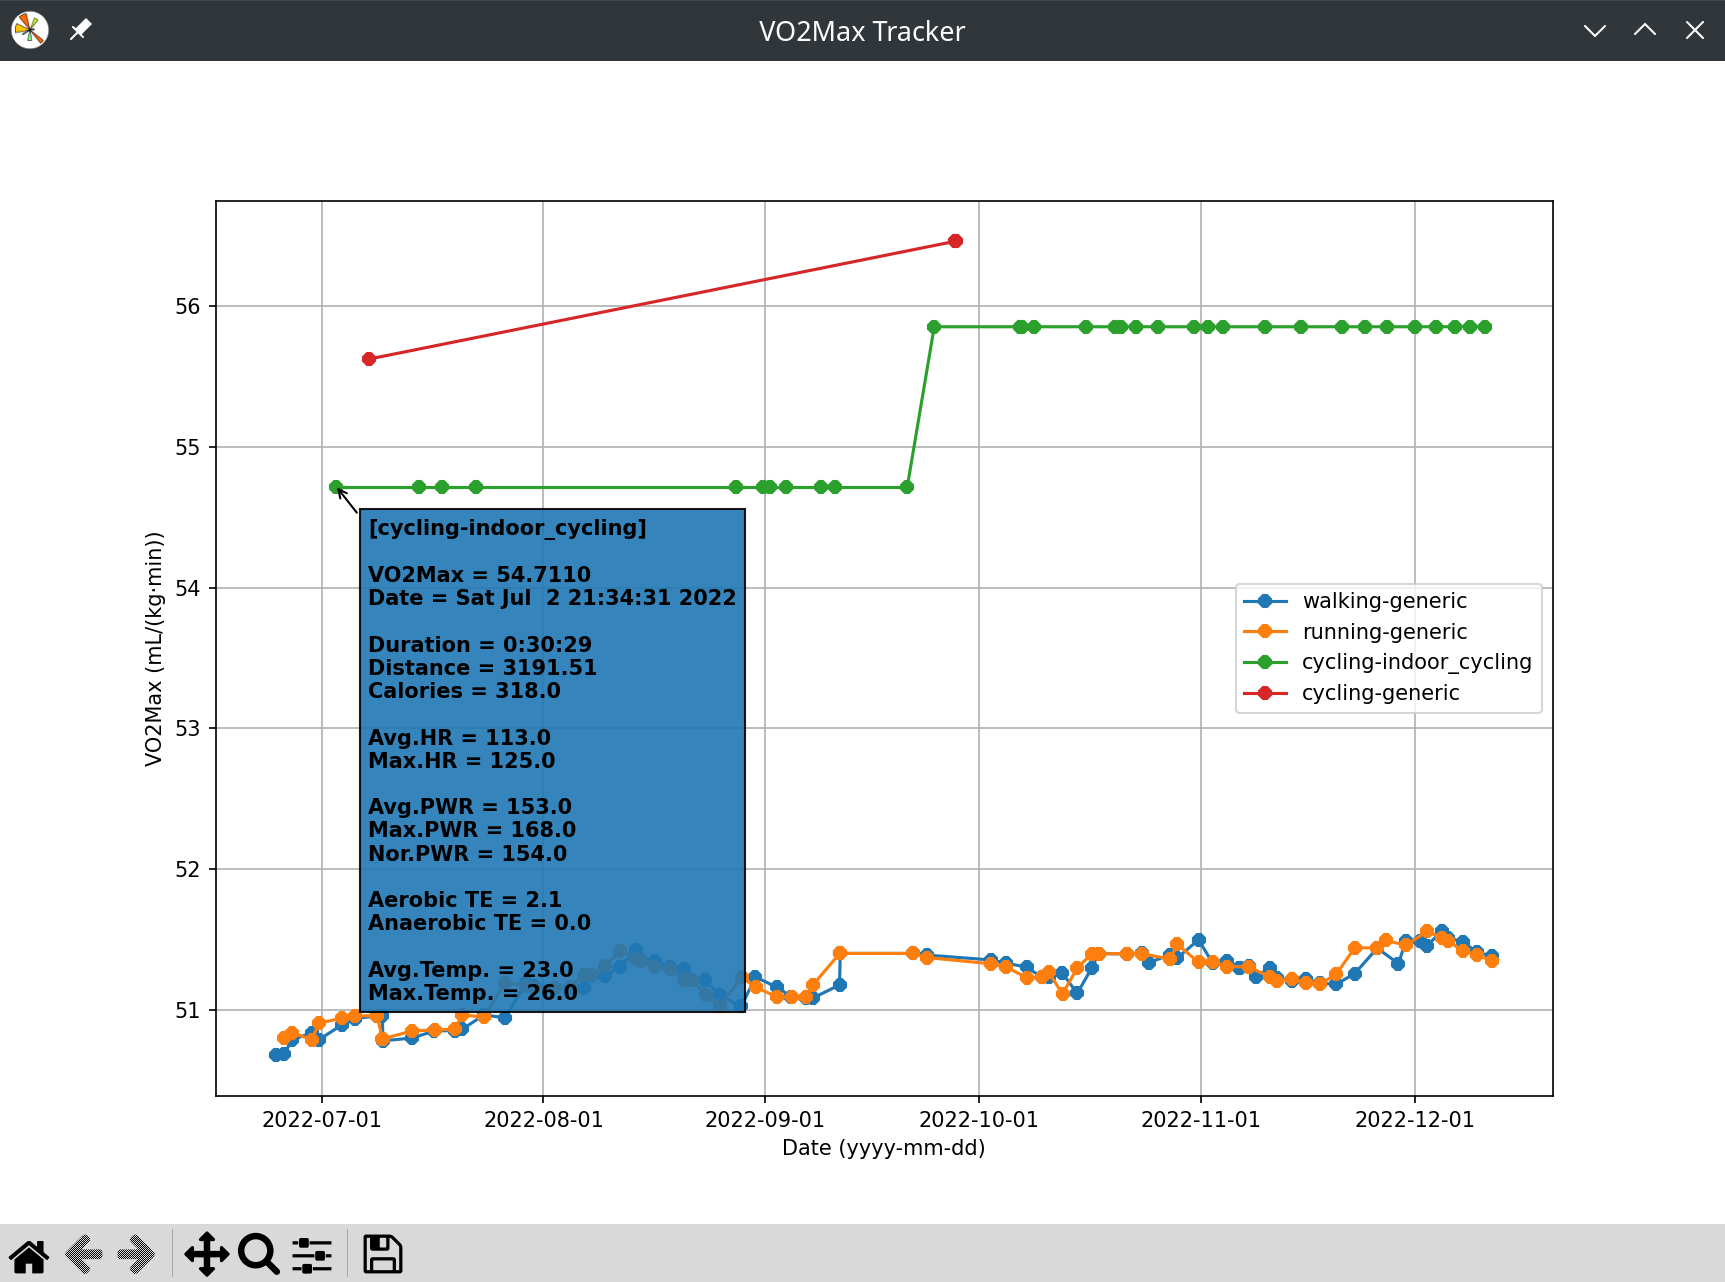 VO2Max Tracker
56
55
54
53
52
51
VO2Max (mL/(kg·min))
[cycling-indoor_cycling]
VO2Max = 54.7110
Date = Sat Jul  2 21:34:31 2022
Duration = 0:30:29
Distance = 3191.51
Calories = 318.0
Avg.HR = 113.0
Max.HR = 125.0
Avg.PWR = 153.0
Max.PWR = 168.0
Nor.PWR = 154.0
Aerobic TE = 2.1
Anaerobic TE = 0.0
Avg.Temp. = 23.0
Max.Temp. = 26.0
walking-generic
running-generic
cycling-indoor_cycling
cycling-generic
2022-07-01 2022-08-01 2022-09-01 2022-10-01 2022-11-01 2022-12-01
Date (yyyy-mm-dd)